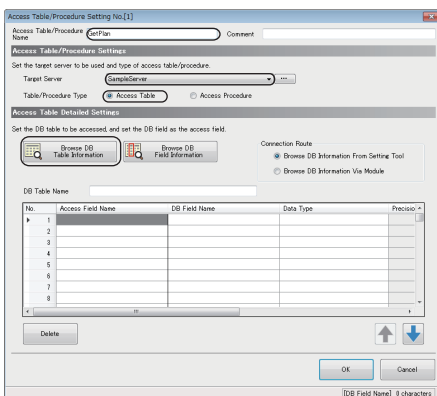 Access Table/Procedure Setting No.[1]
Access Table/Procedure Name GetPlan Comment
Access Table/Procedure Settings
Set the target server to be used and type of access table/procedure.
Target Server SampleServer ...
Table/Procedure Type Access Table Access Procedure
Access Table Detailed Settings
Set the DB table to be accessed, and set the DB field as the access field.
Browse DB Table Information
Browse DB Field Information
Connection Route
Browse DB Information From Setting Tool
Browse DB Information Via Module
DB Table Name
No. Access Field Name DB Field Name Data Type Precisio
1
2
3
4
5
6
7
8
Delete
OK Cancel
[DB Field Name] 0 characters